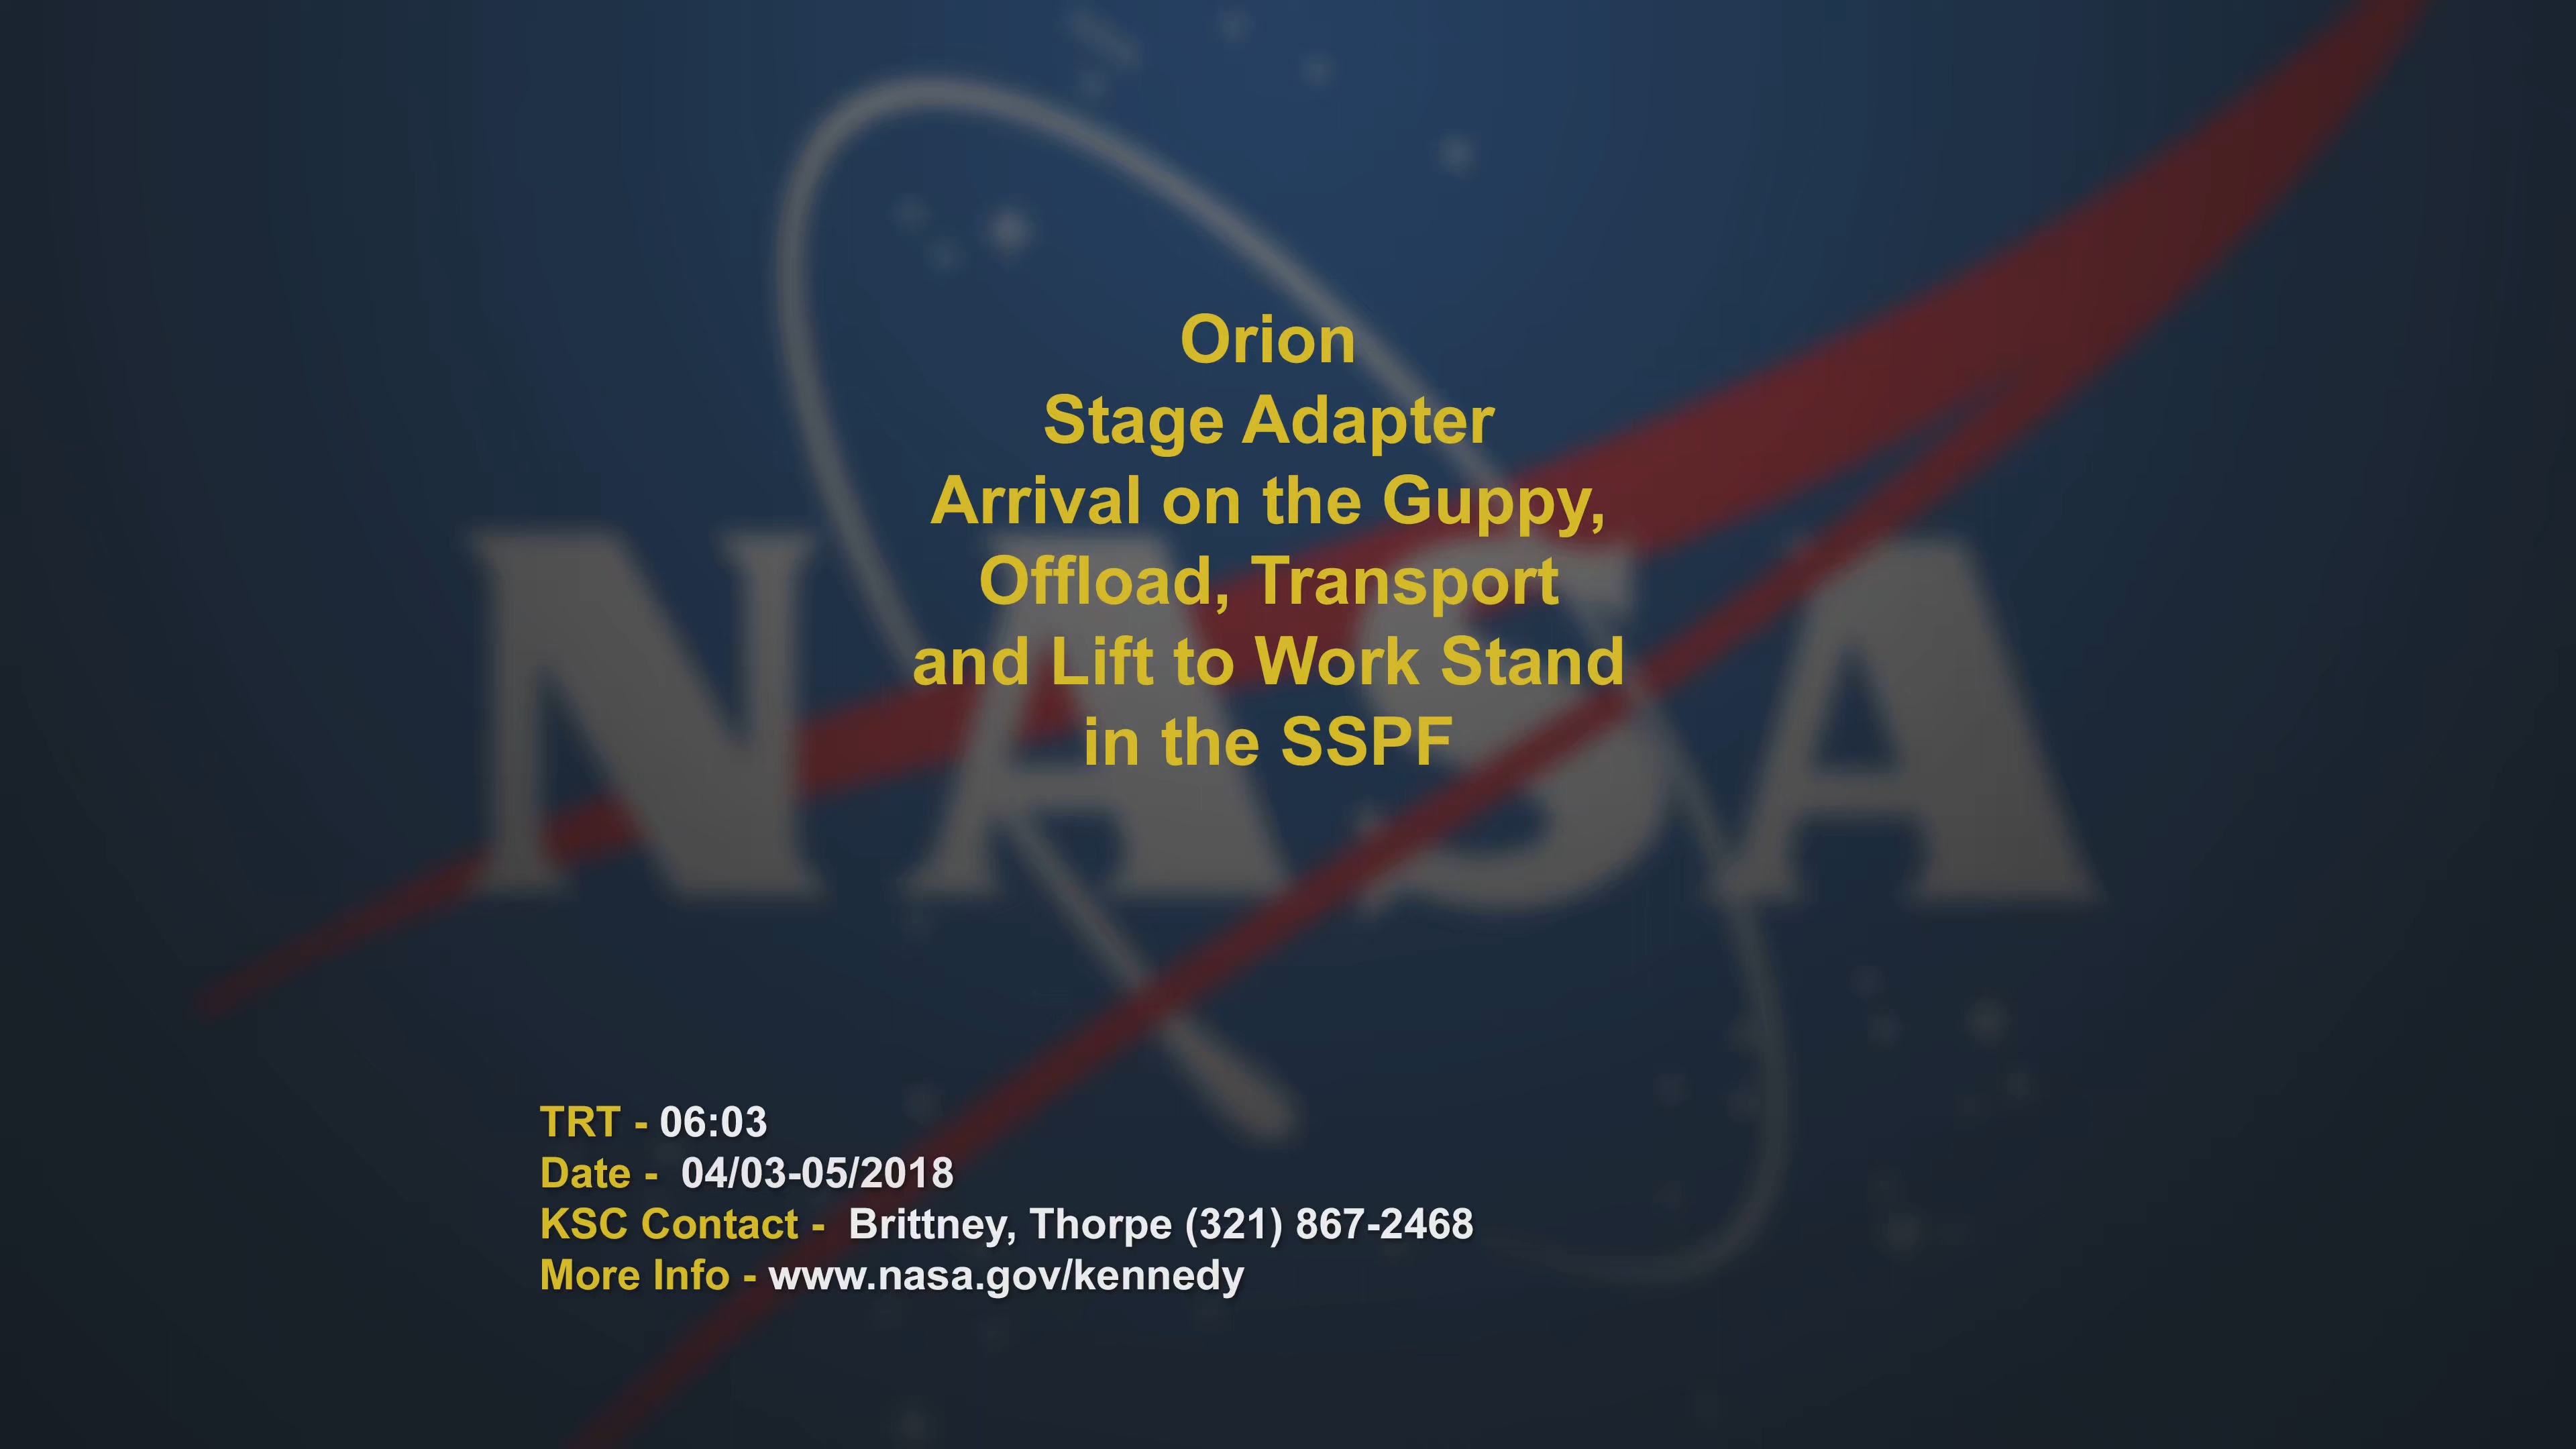 Orion
Stage Adapter
Arrival on the Guppy,
Offload, Transport
and Lift to Work Stand
in the SSPF
NASA
TRT - 06:03
Date -  04/03-05/2018
KSC Contact -  Brittney, Thorpe (321) 867-2468
More Info - www.nasa.gov/kennedy